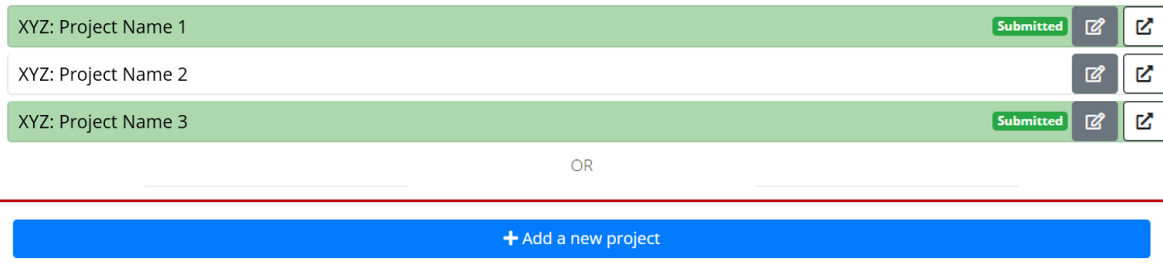 XYZ: Project Name 1 Submitted
XYZ: Project Name 2
XYZ: Project Name 3 Submitted
OR
Add a new project